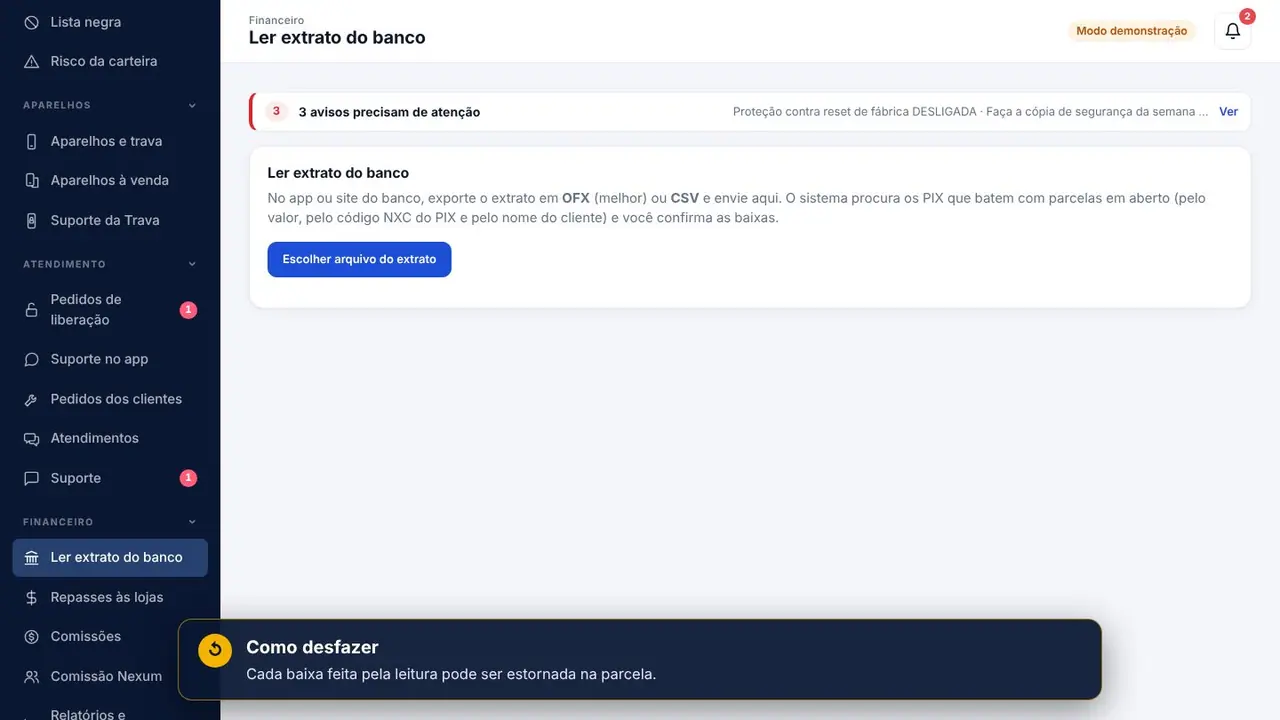 Lista negra
Risco da carteira
APARELHOS
Aparelhos e trava
Aparelhos à venda
Suporte da Trava
ATENDIMENTO
Pedidos de
liberação
1
Suporte no app
Pedidos dos clientes
Atendimentos
Suporte
1
FINANCEIRO
Ler extrato do banco
Repasses às lojas
Comissões
Comissão Nexum
Relatórios e
Financeiro
Ler extrato do banco
Modo demonstração
2
3
3 avisos precisam de atenção
Proteção contra reset de fábrica DESLIGADA · Faça a cópia de segurança da semana ...
Ver
Ler extrato do banco
No app ou site do banco, exporte o extrato em OFX (melhor) ou CSV e envie aqui. O sistema procura os PIX que batem com parcelas em aberto (pelo
valor, pelo código NXC do PIX e pelo nome do cliente) e você confirma as baixas.
Escolher arquivo do extrato
Como desfazer
Cada baixa feita pela leitura pode ser estornada na parcela.